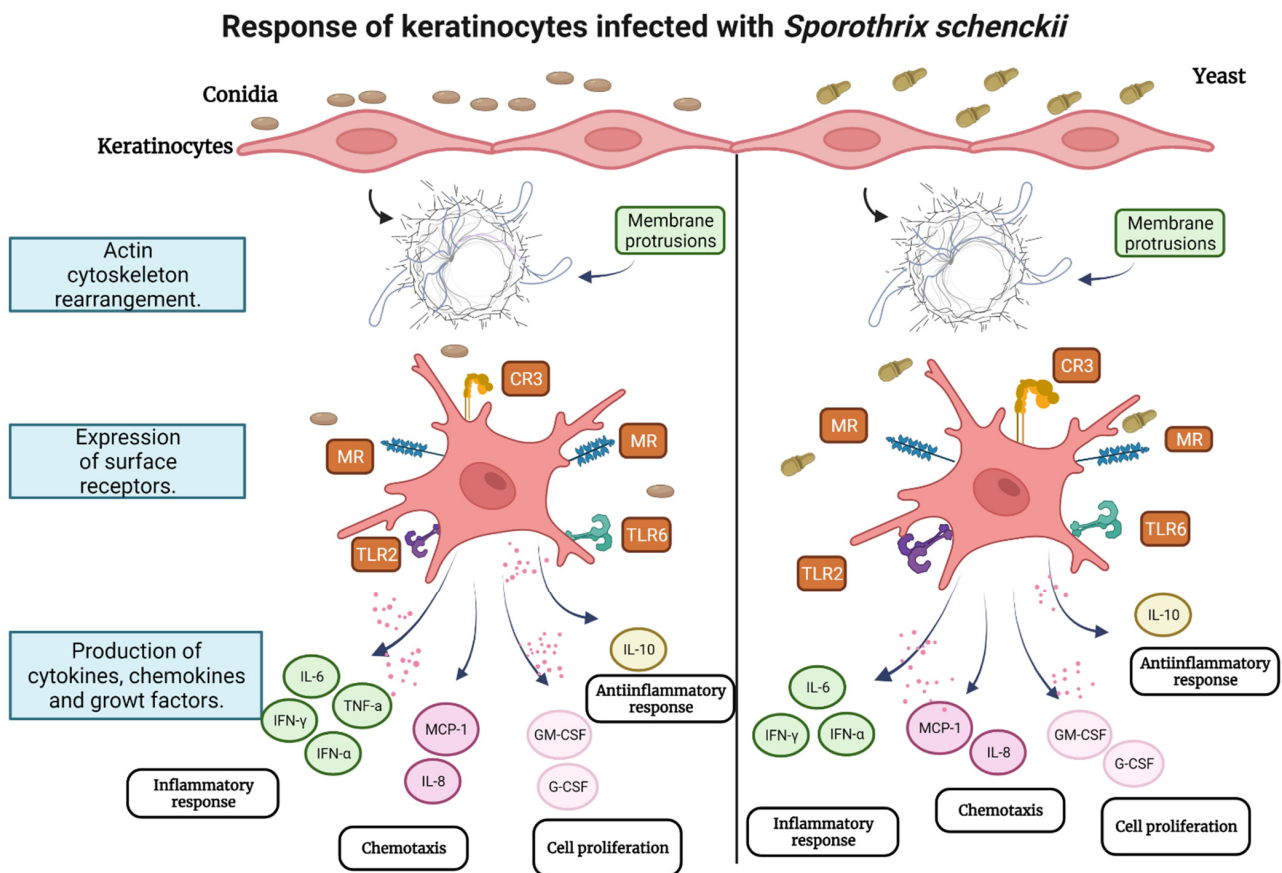 Response of keratinocytes infected with Sporothrix schenckii
Conidia
Yeast
Keratinocytes
Actin
cytoskeleton
rearrangement.
Membrane
protrusions
Membrane
protrusions
Expression
of surface
receptors.
CR3
MR
MR
TLR2
TLR6
CR3
MR
MR
TLR2
TLR6
Production of
cytokines, chemokines
and growt factors.
IL-6
TNF-a
IFN-γ
IFN-α
Inflammatory
response
MCP-1
IL-8
Chemotaxis
GM-CSF
G-CSF
Cell proliferation
IL-10
Antiinflammatory
response
IL-6
IFN-γ
IFN-α
Inflammatory
response
MCP-1
IL-8
Chemotaxis
GM-CSF
G-CSF
Cell proliferation
IL-10
Antiinflammatory
response